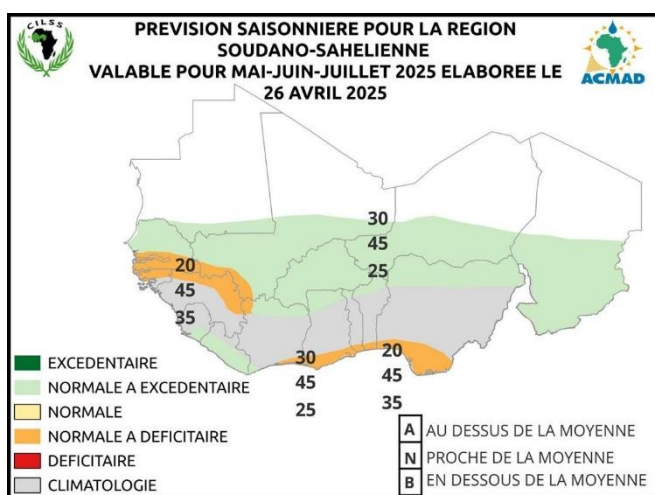 CILSS
PREVISION SAISONNIERE POUR LA REGION
SOUDANO-SAHELIENNE
VALABLE POUR MAI-JUIN-JUILLET 2025 ELABOREE LE
26 AVRIL 2025
ACMAD
30
45
25
20
45
35
30
45
25
20
45
35
EXCEDENTAIRE
NORMALE A EXCEDENTAIRE
NORMALE
NORMALE A DEFICITAIRE
DEFICITAIRE
CLIMATOLOGIE
A AU DESSUS DE LA MOYENNE
N PROCHE DE LA MOYENNE
B EN DESSOUS DE LA MOYENNE